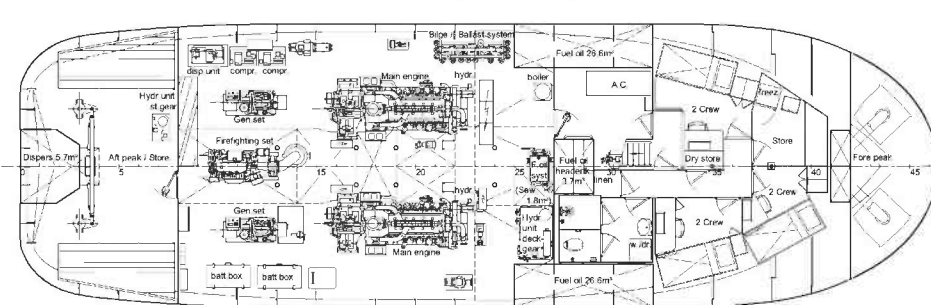 Bilge / Ballast system
Fuel oil 26.6m³
disp.unit
compr.
compr.
Main engine
hydr.
boiler
A.C.
Hydr unit
st gear
Gen set
2 Crew
freez.
Store
Firefighting set
Dispers 5.7m³
Aft peak / Store
Fuel oil
header
3.7m³
linen
Dry store
Fore peak
0
5
15
20
25
30
35
40
45
F.oil
syst
(Sew
1.8m³)
hydr
2 Crew
Gen set
Hydr
unit
deck-
gear
2 Crew
w./dr.
Main engine
batt.box
batt box
Fuel oil 26.6m³